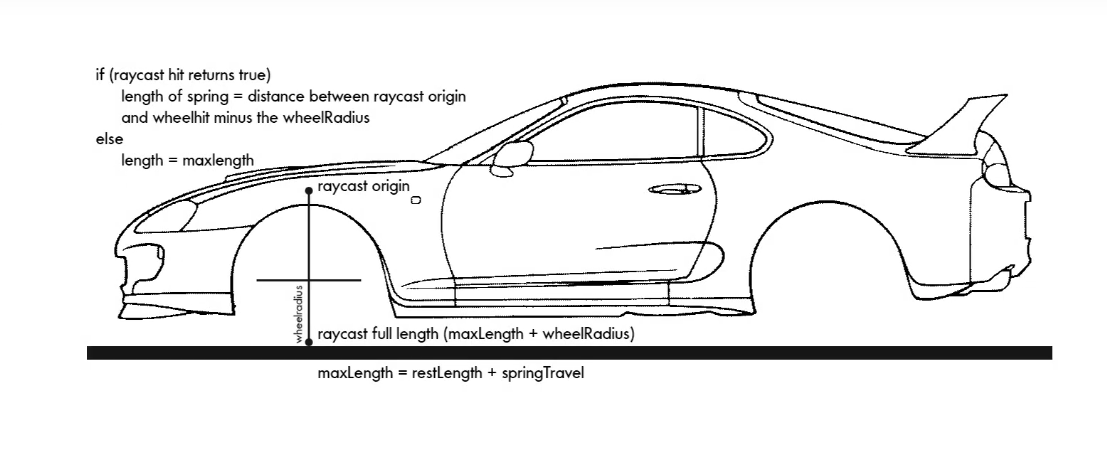 if (raycast hit returns true)
length of spring = distance between raycast origin
and wheelhit minus the wheelRadius
else
length = maxlength
raycast origin
wheelradius
raycast full length (maxLength + wheelRadius)
maxLength = restLength + springTravel